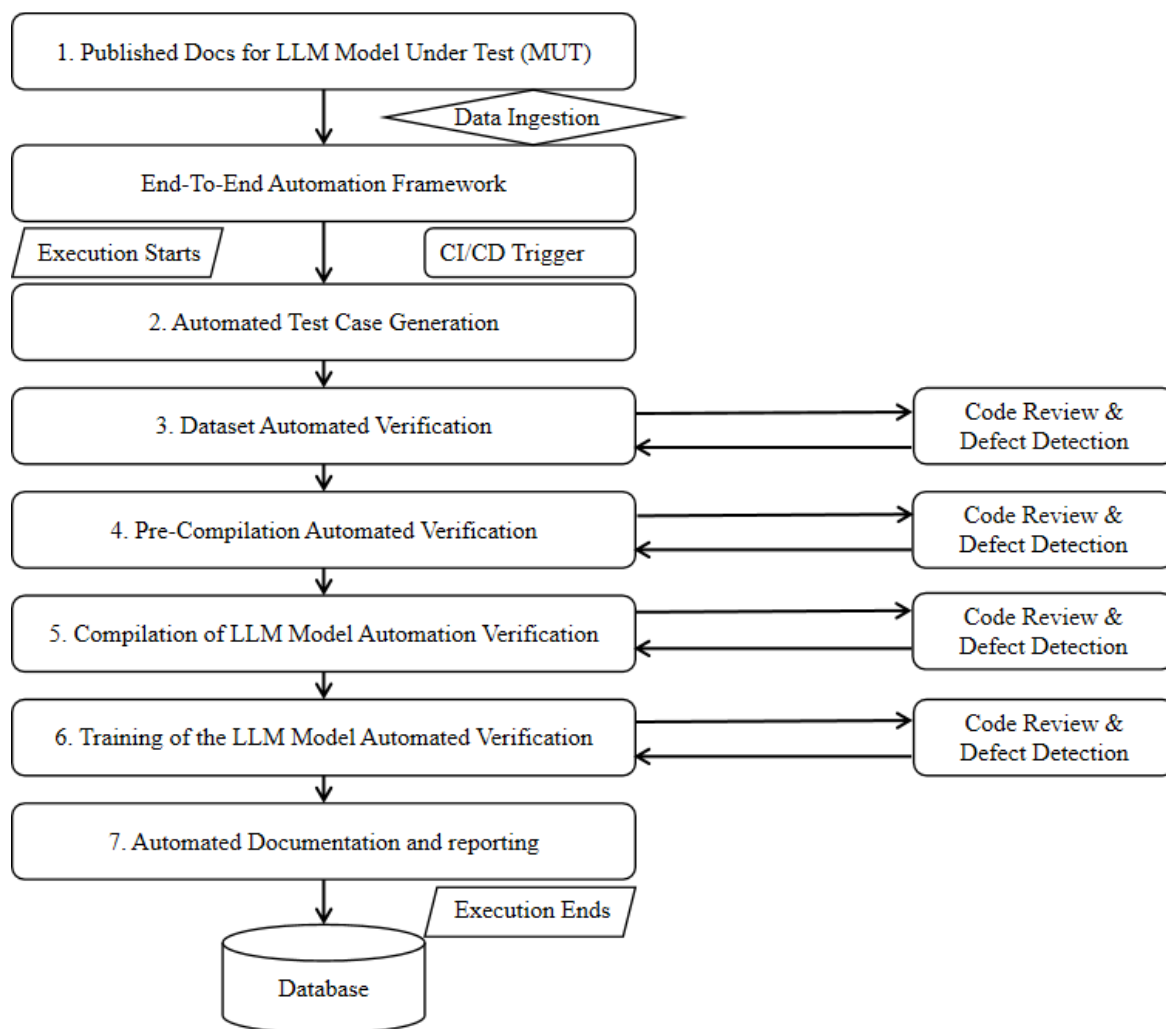 1. Published Docs for LLM Model Under Test (MUT)
Data Ingestion
End-To-End Automation Framework
Execution Starts
CI/CD Trigger
2. Automated Test Case Generation
3. Dataset Automated Verification
Code Review &
Defect Detection
4. Pre-Compilation Automated Verification
Code Review &
Defect Detection
5. Compilation of LLM Model Automation Verification
Code Review &
Defect Detection
6. Training of the LLM Model Automated Verification
Code Review &
Defect Detection
7. Automated Documentation and reporting
Execution Ends
Database